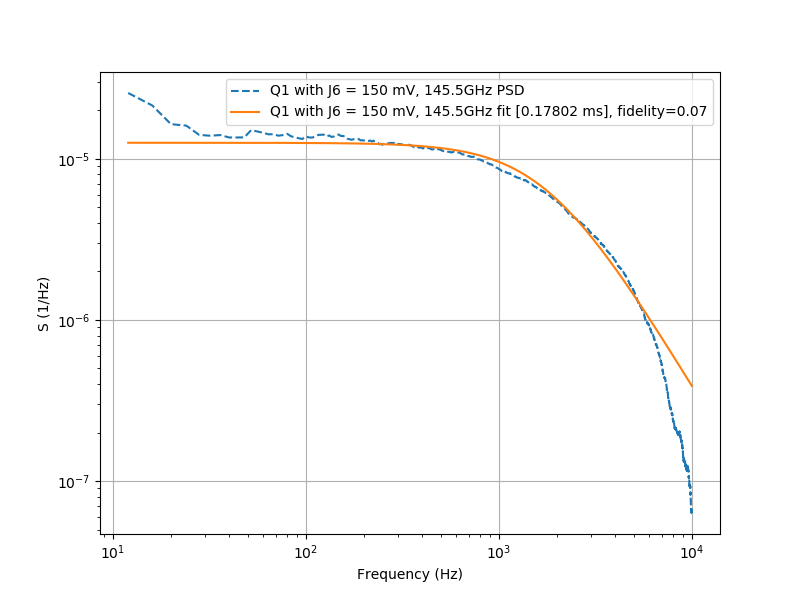 Q1 with J6 = 150 mV, 145.5GHz PSD
Q1 with J6 = 150 mV, 145.5GHz fit [0.17802 ms], fidelity=0.07
S (1/Hz)
10⁻⁵
10⁻⁶
10⁻⁷
10¹ 10² 10³ 10⁴
Frequency (Hz)